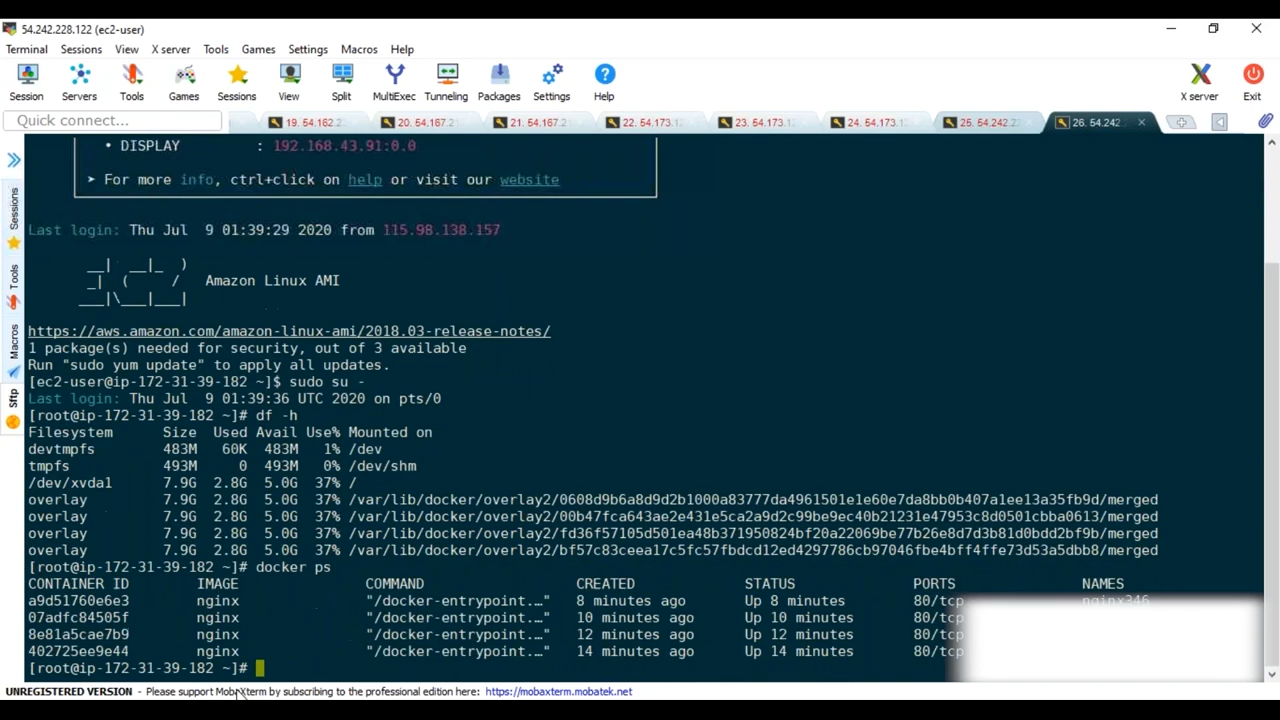 54.242.228.122 (ec2-user)
Terminal Sessions View X server Tools Games Settings Macros Help
Session Servers Tools Games Sessions View Split MultiExec Tunneling Packages Settings Help X server Exit
Quick connect... 19. 54.162.2 20. 54.167.2 21. 54.167. 22. 54.173.1 23. 54.173.1 24. 54.173.1 25. 54.242.2 26. 54.242.
Sessions
Tools
Macros
Sftp
• DISPLAY : 192.168.43.91:0.0
➤ For more info, ctrl+click on help or visit our website
Last login: Thu Jul 9 01:39:29 2020 from 115.98.138.157
__| __|_ )
_| ( / Amazon Linux AMI
___|\___|___|
https://aws.amazon.com/amazon-linux-ami/2018.03-release-notes/
1 package(s) needed for security, out of 3 available
Run "sudo yum update" to apply all updates.
[ec2-user@ip-172-31-39-182 ~]$ sudo su -
Last login: Thu Jul 9 01:39:36 UTC 2020 on pts/0
[root@ip-172-31-39-182 ~]# df -h
Filesystem Size Used Avail Use% Mounted on
devtmpfs 483M 60K 483M 1% /dev
tmpfs 493M 0 493M 0% /dev/shm
/dev/xvda1 7.9G 2.8G 5.0G 37% /
overlay 7.9G 2.8G 5.0G 37% /var/lib/docker/overlay2/0608d9b6a8d9d2b1000a83777da4961501e1e60e7da8bb0b407a1ee13a35fb9d/merged
overlay 7.9G 2.8G 5.0G 37% /var/lib/docker/overlay2/00b47fca643ae2e431e5ca2a9d2c99be9ec40b21231e47953c8d0501cbba0613/merged
overlay 7.9G 2.8G 5.0G 37% /var/lib/docker/overlay2/fd36f57105d501ea48b371950824bf20a22069be77b26e8d7d3b81d0bdd2bf9b/merged
overlay 7.9G 2.8G 5.0G 37% /var/lib/docker/overlay2/bf57c83ceea17c5fc57fbdcd12ed4297786cb97046fbe4bff4ffe73d53a5dbb8/merged
[root@ip-172-31-39-182 ~]# docker ps
CONTAINER ID IMAGE COMMAND CREATED STATUS PORTS NAMES
a9d51760e6e3 nginx "/docker-entrypoint.…" 8 minutes ago Up 8 minutes 80/tcp nginx346
07adfc84505f nginx "/docker-entrypoint.…" 10 minutes ago Up 10 minutes 80/tcp
8e81a5cae7b9 nginx "/docker-entrypoint.…" 12 minutes ago Up 12 minutes 80/tcp
402725ee9e44 nginx "/docker-entrypoint.…" 14 minutes ago Up 14 minutes 80/tcp
[root@ip-172-31-39-182 ~]#
UNREGISTERED VERSION - Please support MobaXterm by subscribing to the professional edition here: https://mobaxterm.mobatek.net